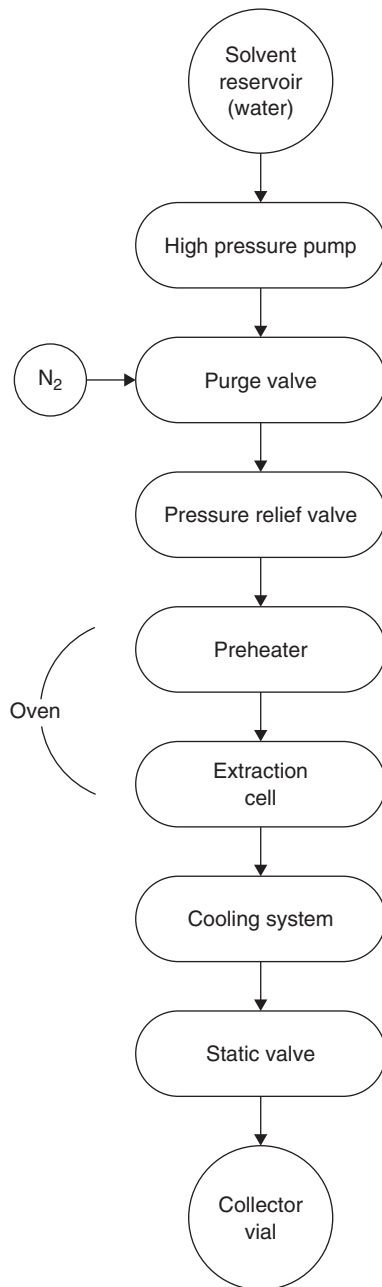 Solvent
reservoir
(water)
High pressure pump
N₂
Purge valve
Pressure relief valve
Preheater
Oven
Extraction
cell
Cooling system
Static valve
Collector
vial